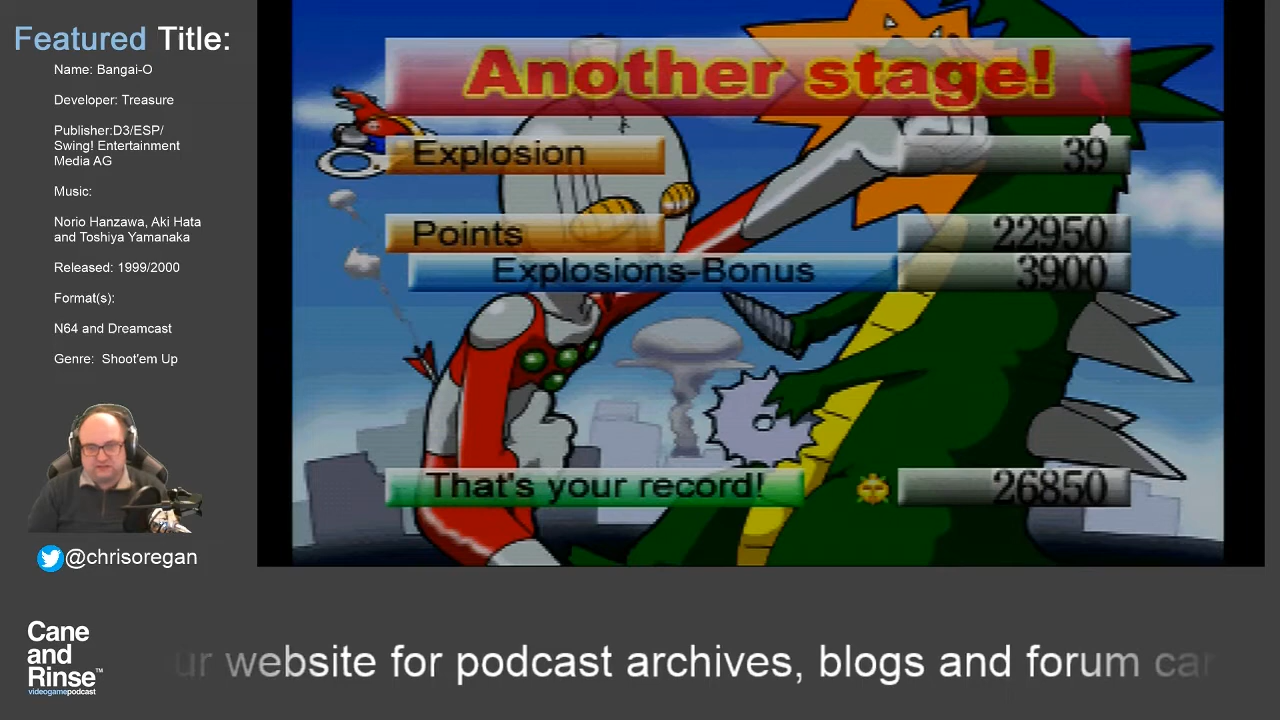 Featured Title:
Name: Bangai-O
Developer: Treasure
Publisher:D3/ESP/
Swing! Entertainment
Media AG
Music:
Norio Hanzawa, Aki Hata
and Toshiya Yamanaka
Released: 1999/2000
Format(s):
N64 and Dreamcast
Genre: Shoot'em Up
@chrisoregan
Another stage!
Explosion 39
Points 22950
Explosions-Bonus 3900
That's your record! 26850
Cane
and
Rinse™
videogamepodcast
website for podcast archives, blogs and forum